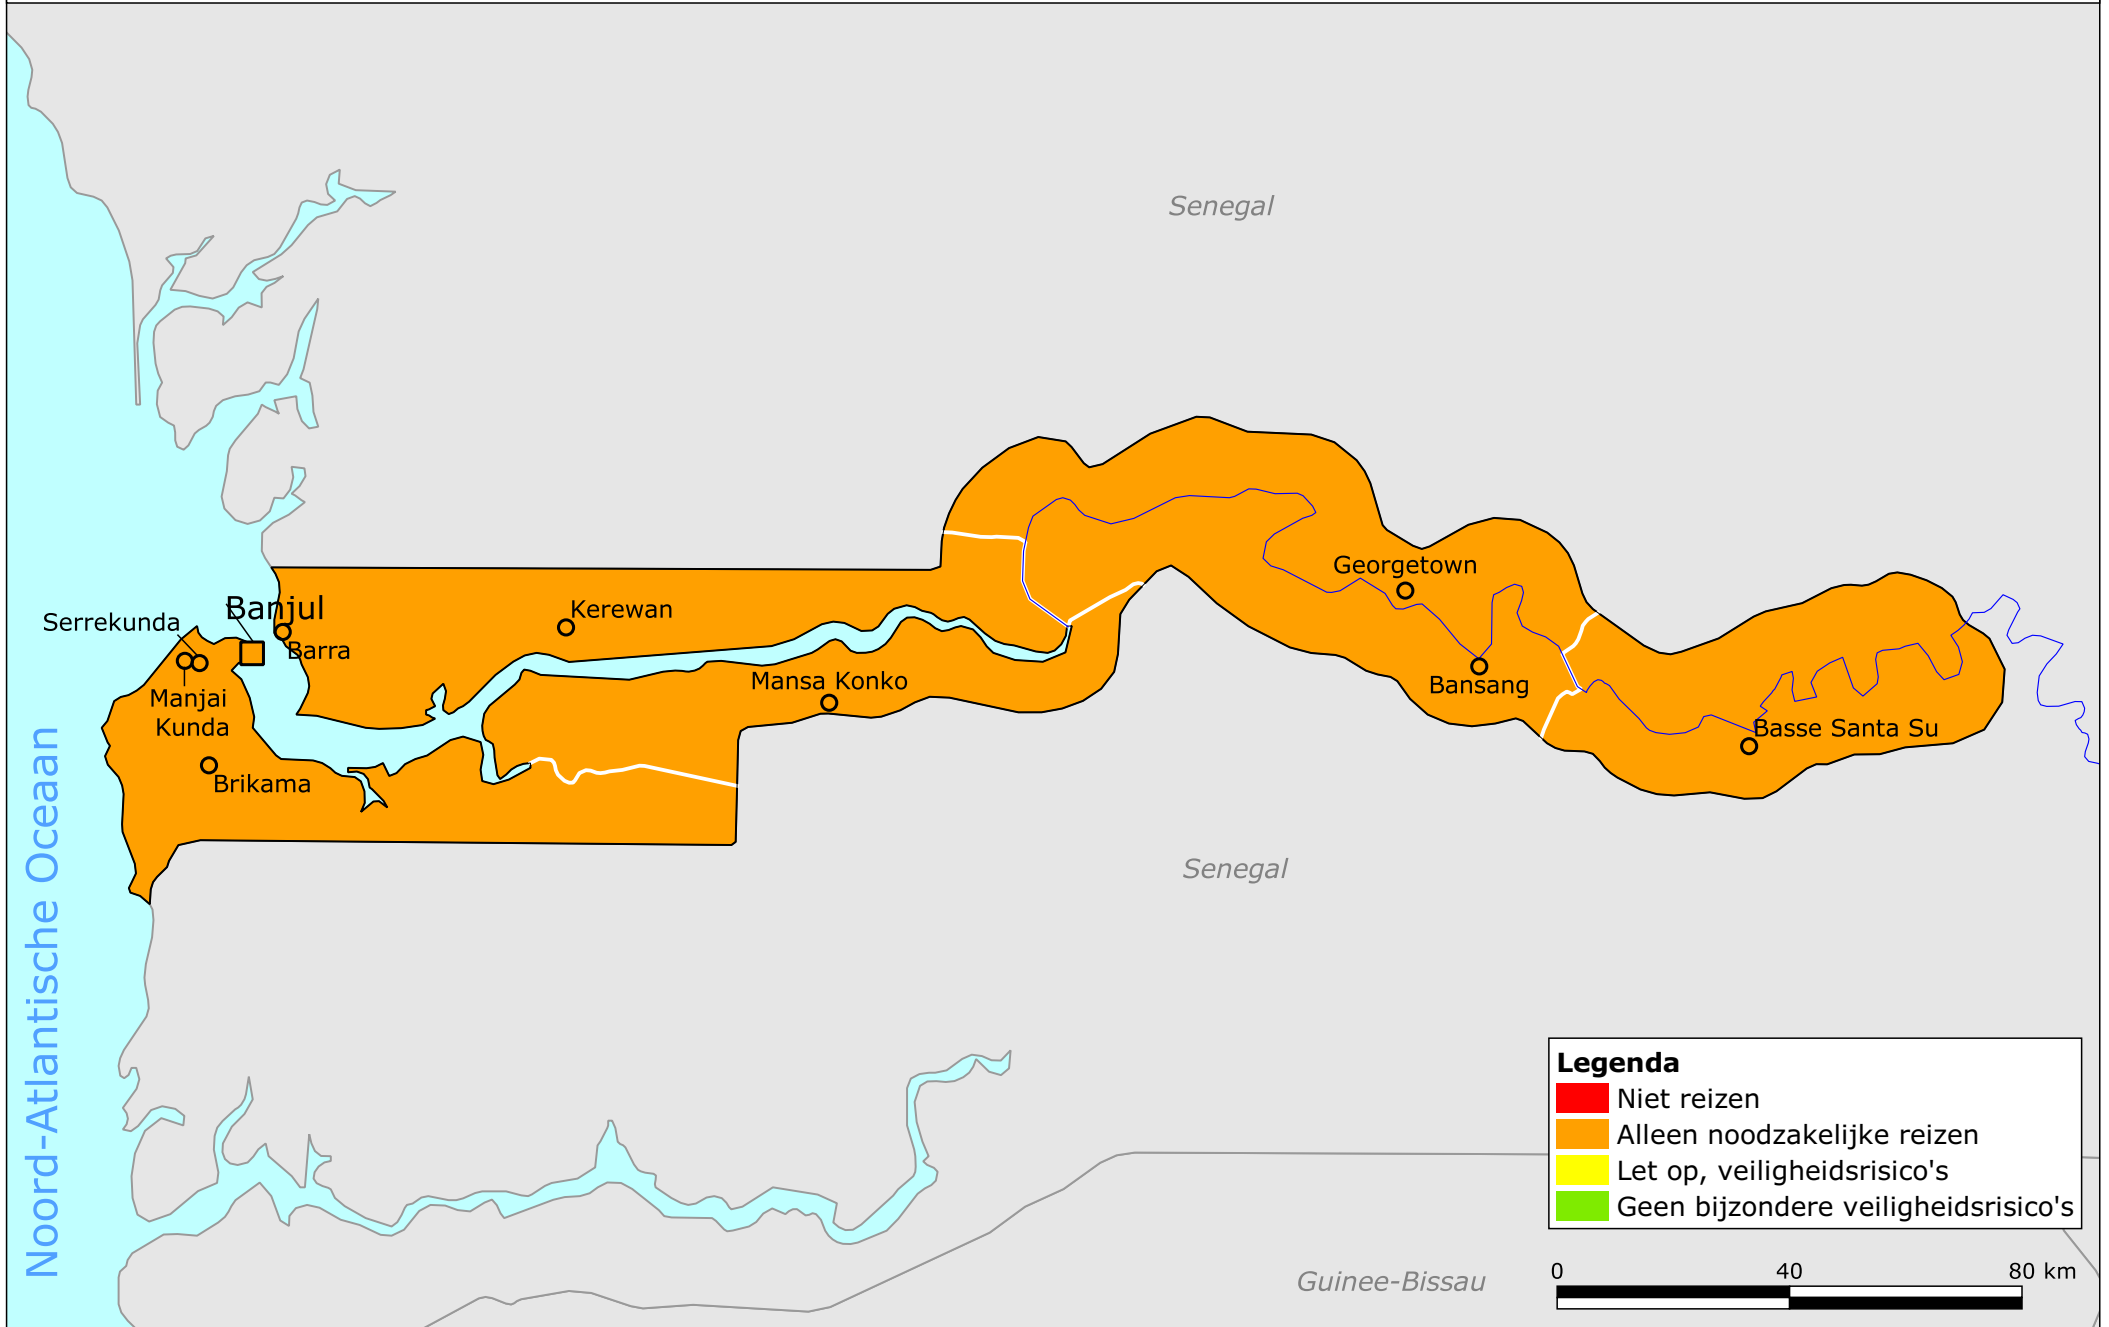 Senegal
Georgetown
Banjul
Kerewan
Serrekunda
Barra
Mansa Konko
Bansang
Manjai
Kunda
Basse Santa Su
Brikama
Noord-Atlantische Oceaan
Senegal
Legenda
Niet reizen
Alleen noodzakelijke reizen
Let op, veiligheidsrisico's
Geen bijzondere veiligheidsrisico's
Guinee-Bissau
0 40 80 km